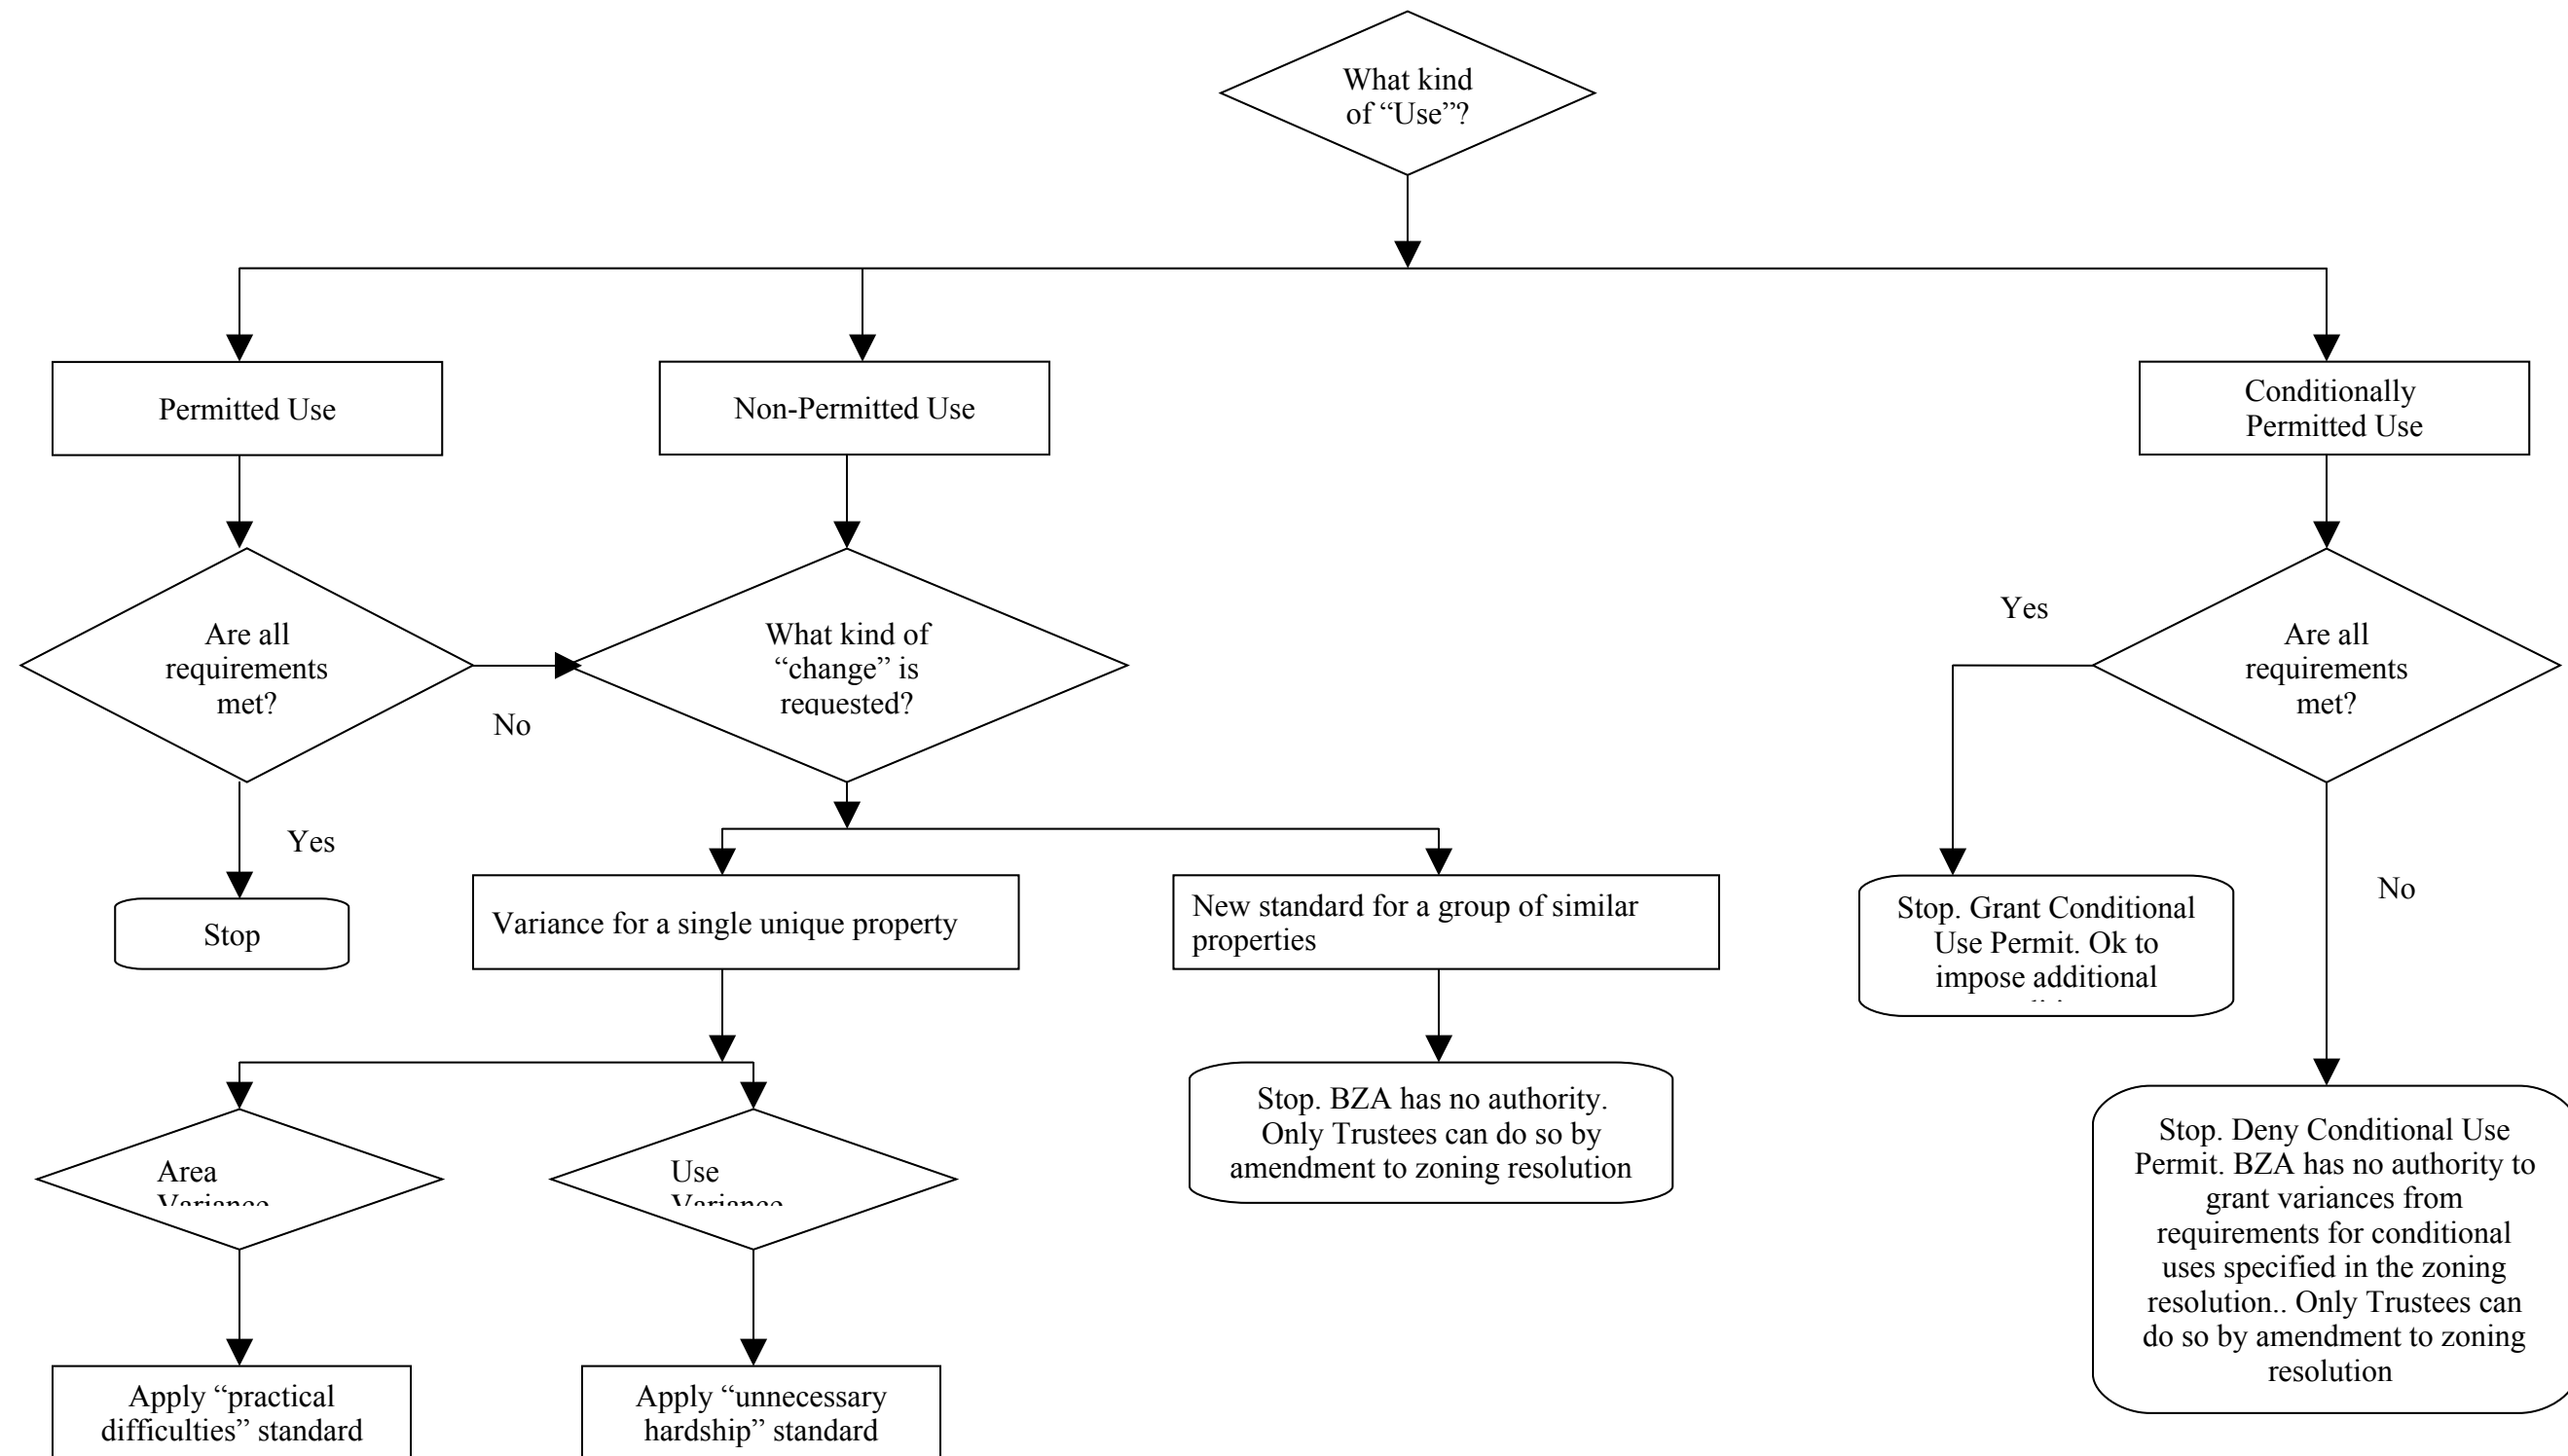 What kind
of “Use”?
Permitted Use
Non-Permitted Use
Conditionally
Permitted Use
Are all
requirements
met?
No
Yes
Stop
What kind of
“change” is
requested?
Variance for a single unique property
New standard for a group of similar
properties
Area
Variance
Use
Variance
Stop. BZA has no authority.
Only Trustees can do so by
amendment to zoning resolution
Apply “practical
difficulties” standard
Apply “unnecessary
hardship” standard
Yes
Are all
requirements
met?
No
Stop. Grant Conditional
Use Permit. Ok to
impose additional
Stop. Deny Conditional Use
Permit. BZA has no authority to
grant variances from
requirements for conditional
uses specified in the zoning
resolution.. Only Trustees can
do so by amendment to zoning
resolution